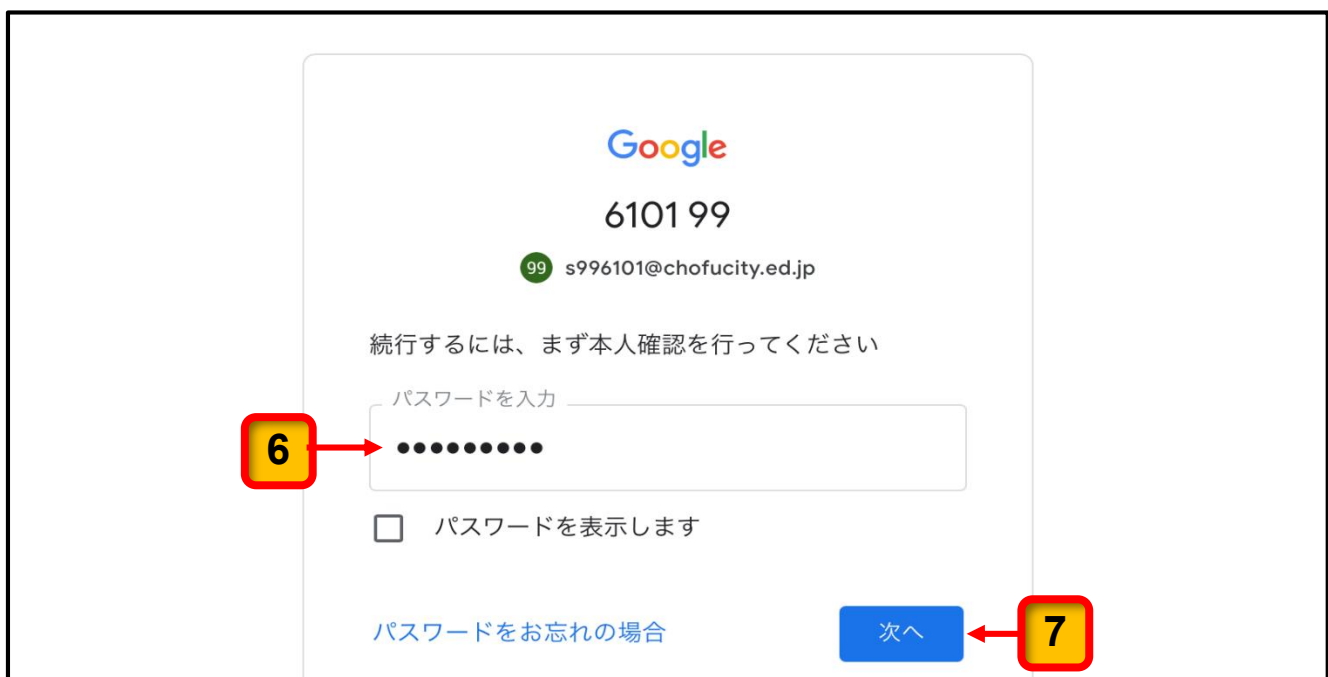 Google
6101 99
99 s996101@chofucity.ed.jp
続行するには、まず本人確認を行ってください
パスワードを入力
6 •••••••••
パスワードを表示します
パスワードをお忘れの場合 次へ 7